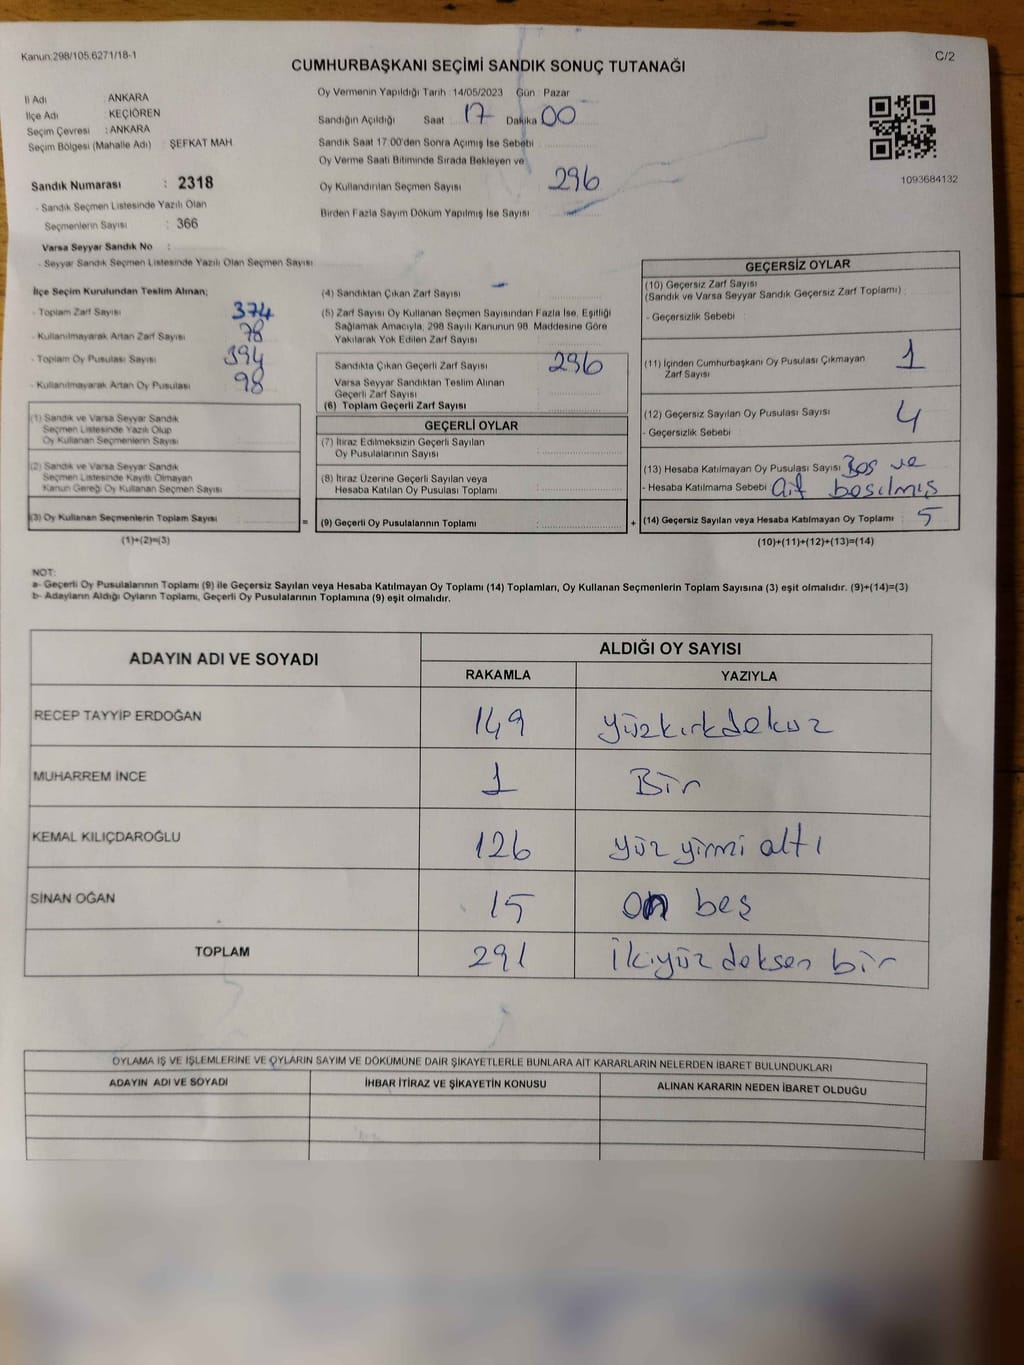 Kanun:298/105,6271/18-1
C/2
CUMHURBAŞKANI SEÇİMİ SANDIK SONUÇ TUTANAĞI
İl Adı : ANKARA
İlçe Adı : KEÇİÖREN
Seçim Çevresi : ANKARA
Seçim Bölgesi (Mahalle Adı) : ŞEFKAT MAH.
Sandık Numarası : 2318
- Sandık Seçmen Listesinde Yazılı Olan
Seçmenlerin Sayısı : 366
Varsa Seyyar Sandık No :
- Seyyar Sandık Seçmen Listesinde Yazılı Olan Seçmen Sayısı
Oy Vermenin Yapıldığı Tarih : 14/05/2023 Gün : Pazar
Sandığın Açıldığı Saat 17 Dakika 00
Sandık Saat 17:00'den Sonra Açımış İse Sebebi
Oy Verme Saati Bitiminde Sırada Bekleyen ve
Oy Kullandırılan Seçmen Sayısı 296
Birden Fazla Sayım Döküm Yapılmış İse Sayısı
1093684132
İlçe Seçim Kurulundan Teslim Alınan;
- Toplam Zarf Sayısı 374
- Kullanılmayarak Artan Zarf Sayısı 78
- Toplam Oy Pusulası Sayısı 394
- Kullanılmayarak Artan Oy Pusulası 98
(1) Sandık ve Varsa Seyyar Sandık
Seçmen Listesinde Yazılı Olup
Oy Kullanan Seçmenlerin Sayısı :
(2) Sandık ve Varsa Seyyar Sandık
Seçmen Listesinde Kayıtlı Olmayan
Kanun Gereği Oy Kullanan Seçmen Sayısı
(3) Oy Kullanan Seçmenlerin Toplam Sayısı :
(1)+(2)=(3)
=
(4) Sandıktan Çıkan Zarf Sayısı : -
(5) Zarf Sayısı Oy Kullanan Seçmen Sayısından Fazla İse, Eşitliği
Sağlamak Amacıyla, 298 Sayılı Kanunun 98. Maddesine Göre
Yakılarak Yok Edilen Zarf Sayısı :
Sandıkta Çıkan Geçerli Zarf Sayısı : 296
Varsa Seyyar Sandıktan Teslim Alınan
Geçerli Zarf Sayısı :
(6) Toplam Geçerli Zarf Sayısı :
GEÇERLİ OYLAR
(7) İtiraz Edilmeksizin Geçerli Sayılan
Oy Pusulalarının Sayısı :
(8) İtiraz Üzerine Geçerli Sayılan veya
Hesaba Katılan Oy Pusulası Toplamı :
(9) Geçerli Oy Pusulalarının Toplamı :
+
GEÇERSİZ OYLAR
(10) Geçersiz Zarf Sayısı
(Sandık ve Varsa Seyyar Sandık Geçersiz Zarf Toplamı) :
- Geçersizlik Sebebi :
(11) İçinden Cumhurbaşkanı Oy Pusulası Çıkmayan 1
Zarf Sayısı
(12) Geçersiz Sayılan Oy Pusulası Sayısı : 4
- Geçersizlik Sebebi :
(13) Hesaba Katılmayan Oy Pusulası Sayısı Boş ve
- Hesaba Katılmama Sebebi basılmış
(14) Geçersiz Sayılan veya Hesaba Katılmayan Oy Toplamı : 5
(10)+(11)+(12)+(13)=(14)
NOT:
a- Geçerli Oy Pusulalarının Toplamı (9) ile Geçersiz Sayılan veya Hesaba Katılmayan Oy Toplamı (14) Toplamları, Oy Kullanan Seçmenlerin Toplam Sayısına (3) eşit olmalıdır. (9)+(14)=(3)
b- Adayların Aldığı Oyların Toplamı, Geçerli Oy Pusulalarının Toplamına (9) eşit olmalıdır.
ADAYIN ADI VE SOYADI
ALDIĞI OY SAYISI
RAKAMLA YAZIYLA
RECEP TAYYİP ERDOĞAN 149 yüzkırkdokuz
MUHARREM İNCE 1 Bir
KEMAL KILIÇDAROĞLU 126 yüz yirmi altı
SİNAN OĞAN 15 on beş
TOPLAM 291 ikiyüz doksan bir
OYLAMA İŞ VE İŞLEMLERİNE VE OYLARIN SAYIM VE DÖKÜMÜNE DAİR ŞİKAYETLERLE BUNLARA AİT KARARLARIN NELERDEN İBARET BULUNDUKLARI
ADAYIN ADI VE SOYADI İHBAR İTİRAZ VE ŞİKAYETİN KONUSU ALINAN KARARIN NEDEN İBARET OLDUĞU